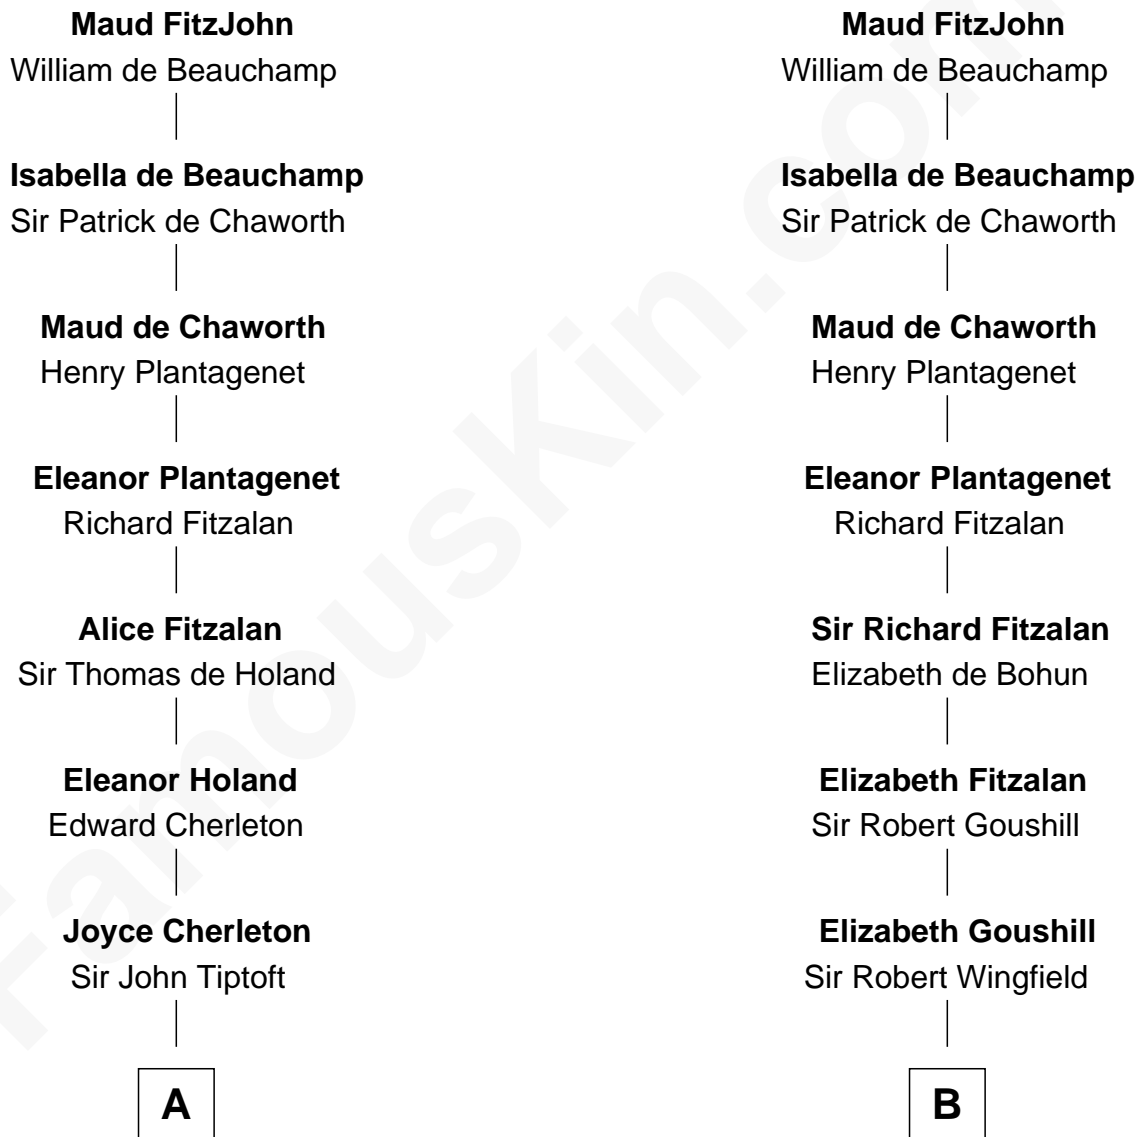 Maud FitzJohn
William de Beauchamp
Isabella de Beauchamp
Sir Patrick de Chaworth
Maud de Chaworth
Henry Plantagenet
Eleanor Plantagenet
Richard Fitzalan
Alice Fitzalan
Sir Thomas de Holand
Eleanor Holand
Edward Cherleton
Joyce Cherleton
Sir John Tiptoft
A
Maud FitzJohn
William de Beauchamp
Isabella de Beauchamp
Sir Patrick de Chaworth
Maud de Chaworth
Henry Plantagenet
Eleanor Plantagenet
Richard Fitzalan
Sir Richard Fitzalan
Elizabeth de Bohun
Elizabeth Fitzalan
Sir Robert Goushill
Elizabeth Goushill
Sir Robert Wingfield
B
FamousKin.com